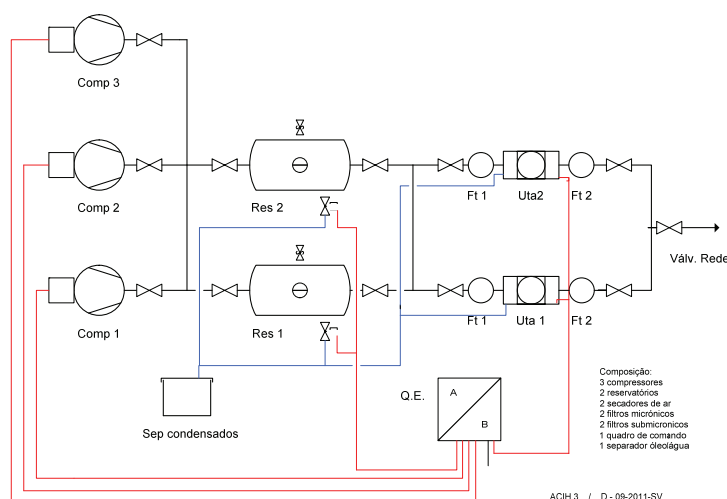 Comp 3
Comp 2
Res 2
Ft 1
Uta2
Ft 2
Válv. Rede
Comp 1
Res 1
Ft 1
Uta 1
Ft 2
Sep condensados
Q.E.
A
B
Composição:
3 compressores
2 reservatórios
2 secadores de ar
2 filtros micrónicos
2 filtros submicronicos
1 quadro de comando
1 separador óleo/água
ACIH 3 / D - 09-2011-SV